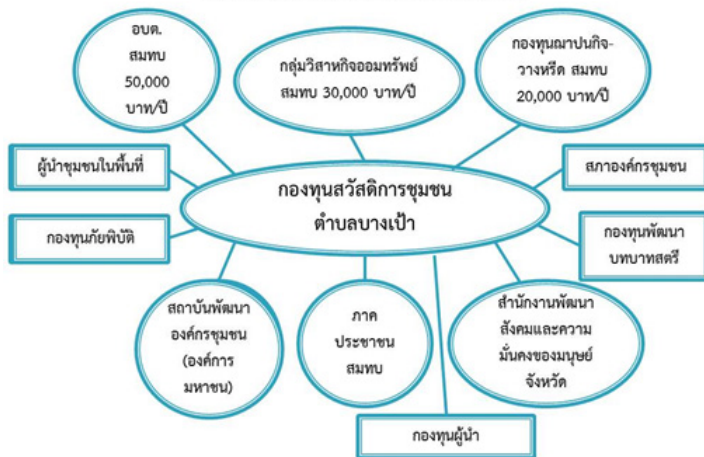 อบต.
สมทบ
50,000
บาท/ปี
กลุ่มวิสาหกิจออมทรัพย์
สมทบ 30,000 บาท/ปี
กองทุนฌาปนกิจ-
วางหรีด สมทบ
20,000 บาท/ปี
ผู้นำชุมชนในพื้นที่
กองทุนสวัสดิการชุมชน
ตำบลบางเป้า
สภาองค์กรชุมชน
กองทุนภัยพิบัติ
กองทุนพัฒนา
บทบาทสตรี
สถาบันพัฒนา
องค์กรชุมชน
(องค์การ
มหาชน)
ภาค
ประชาชน
สมทบ
สำนักงานพัฒนา
สังคมและความ
มั่นคงของมนุษย์
จังหวัด
กองทุนผู้นำ